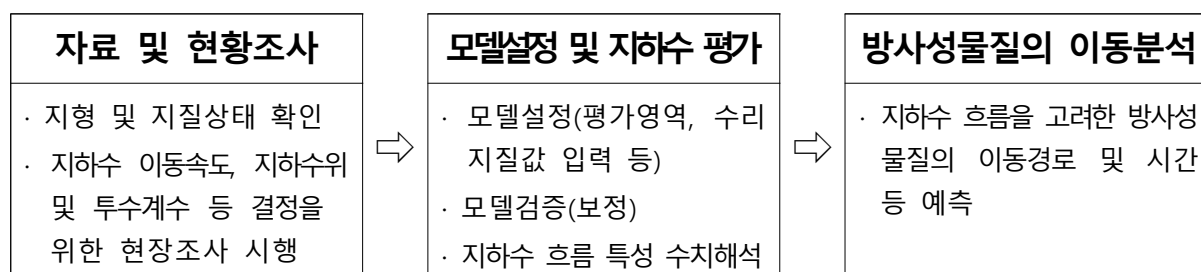 자료 및 현황조사
· 지형 및 지질상태 확인
· 지하수 이동속도, 지하수위
및 투수계수 등 결정을
위한 현장조사 시행
⇨
모델설정 및 지하수 평가
· 모델설정(평가영역, 수리
지질값 입력 등)
· 모델검증(보정)
· 지하수 흐름 특성 수치해석
⇨
방사성물질의 이동분석
· 지하수 흐름을 고려한 방사성
물질의 이동경로 및 시간
등 예측